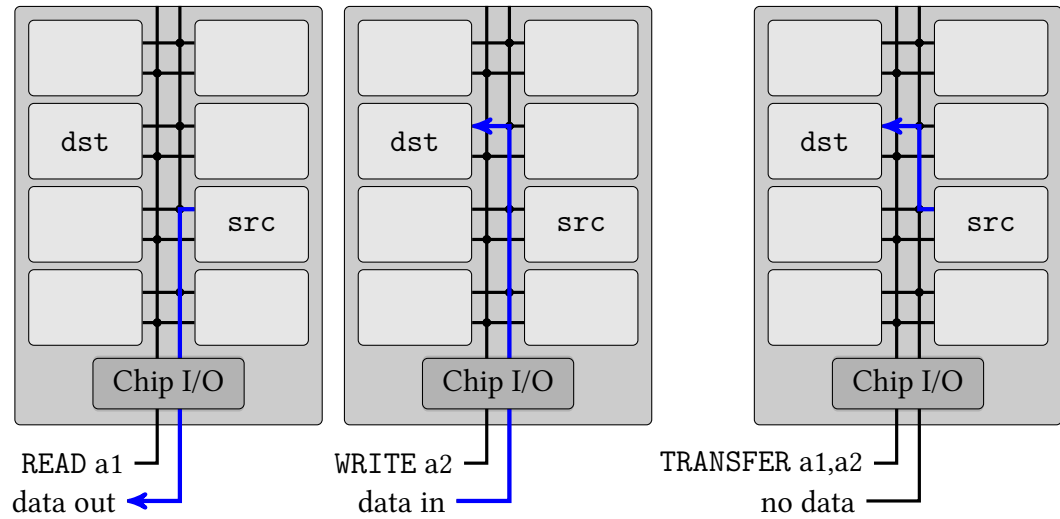 dst
src
Chip I/O
READ a1
data out
dst
src
Chip I/O
WRITE a2
data in
dst
src
Chip I/O
TRANSFER a1,a2
no data